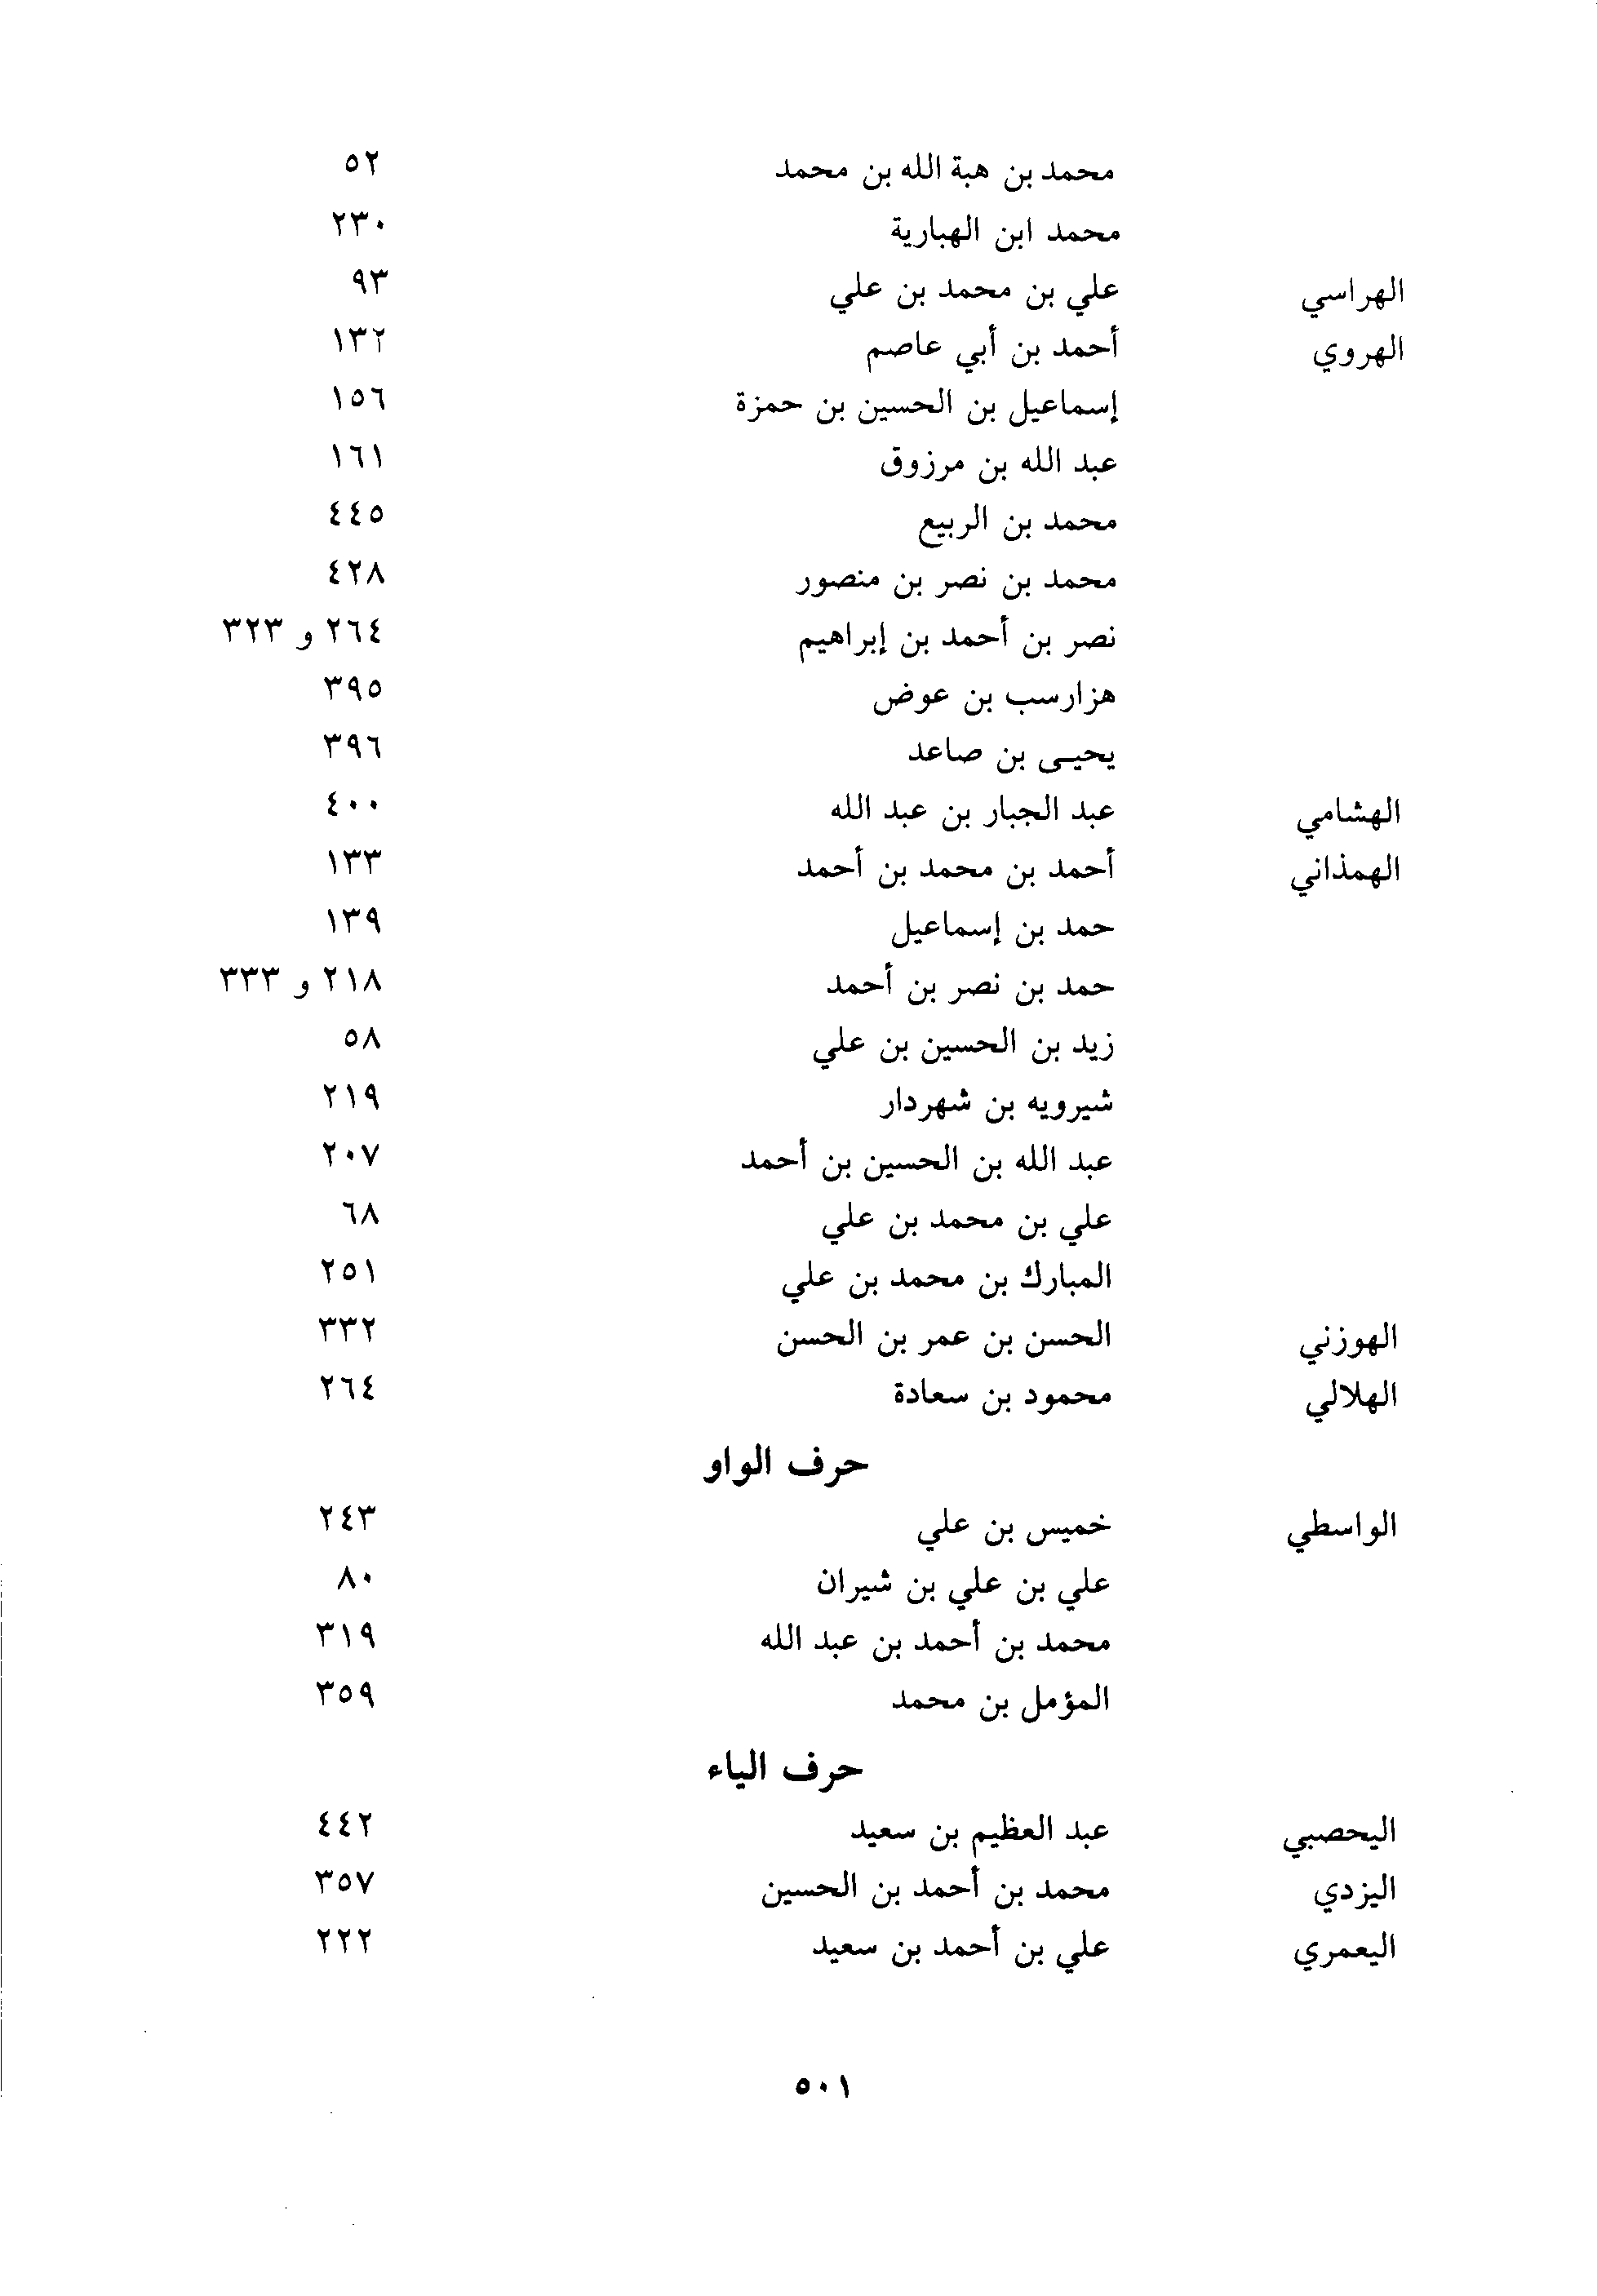 محمد بن هبة الله بن محمد ٥٢
محمد ابن الهبارية ٢٣٠
الهراسي علي بن محمد بن علي ٩٣
الهروي أحمد بن أبي عاصم ١٣٢
إسماعيل بن الحسين بن حمزة ١٥٦
عبد الله بن مرزوق ١٦١
محمد بن الربيع ٤٤٥
محمد بن نصر بن منصور ٤٢٨
نصر بن أحمد بن إبراهيم ٢٦٤ و ٣٢٣
هزارسب بن عوض ٣٩٥
يحيى بن صاعد ٣٩٦
الهشامي عبد الجبار بن عبد الله ٤٠٠
الهمذاني أحمد بن محمد بن أحمد ١٣٣
حمد بن إسماعيل ١٣٩
حمد بن نصر بن أحمد ٢١٨ و ٣٣٣
زيد بن الحسين بن علي ٥٨
شيرويه بن شهردار ٢١٩
عبد الله بن الحسين بن أحمد ٢٠٧
علي بن محمد بن علي ٦٨
المبارك بن محمد بن علي ٢٥١
الهوزني الحسن بن عمر بن الحسن ٣٣٢
الهلالي محمود بن سعادة ٢٦٤
حرف الواو
الواسطي خميس بن علي ٢٤٣
علي بن علي بن شيران ٨٠
محمد بن أحمد بن عبد الله ٣١٩
المؤمل بن محمد ٣٥٩
حرف الياء
اليحصبي عبد العظيم بن سعيد ٤٤٢
اليزدي محمد بن أحمد بن الحسين ٣٥٧
اليعمري علي بن أحمد بن سعيد ٢٢٢
٥٠١